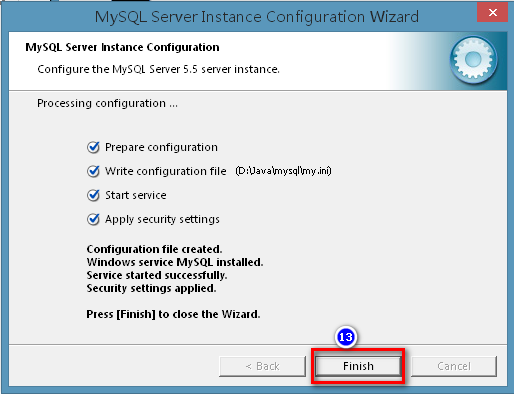 MySQL Server Instance Configuration Wizard
MySQL Server Instance Configuration
Configure the MySQL Server 5.5 server instance.
Processing configuration ...
Prepare configuration
Write configuration file (D:\Java\mysql\my.ini)
Start service
Apply security settings
Configuration file created.
Windows service MySQL installed.
Service started successfully.
Security settings applied.
Press [Finish] to close the Wizard.
13
< Back Finish Cancel